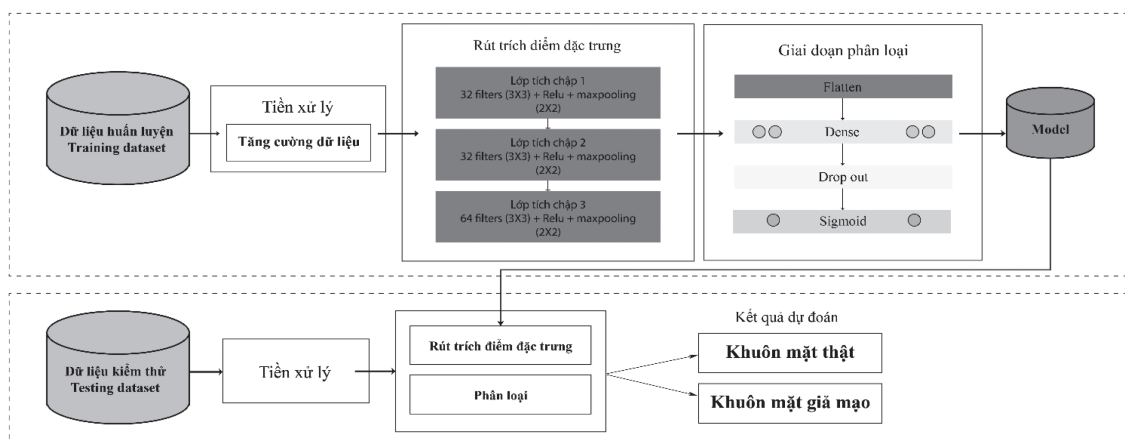 Dữ liệu huấn luyện
Training dataset
Tiền xử lý
Tăng cường dữ liệu
Rút trích điểm đặc trưng
Lớp tích chập 1
32 filters (3X3) + Relu + maxpooling
(2X2)
Lớp tích chập 2
32 filters (3X3) + Relu + maxpooling
(2X2)
Lớp tích chập 3
64 filters (3X3) + Relu + maxpooling
(2X2)
Giai đoạn phân loại
Flatten
Dense
Drop out
Sigmoid
Model
Dữ liệu kiểm thử
Testing dataset
Tiền xử lý
Rút trích điểm đặc trưng
Phân loại
Kết quả dự đoán
Khuôn mặt thật
Khuôn mặt giả mạo